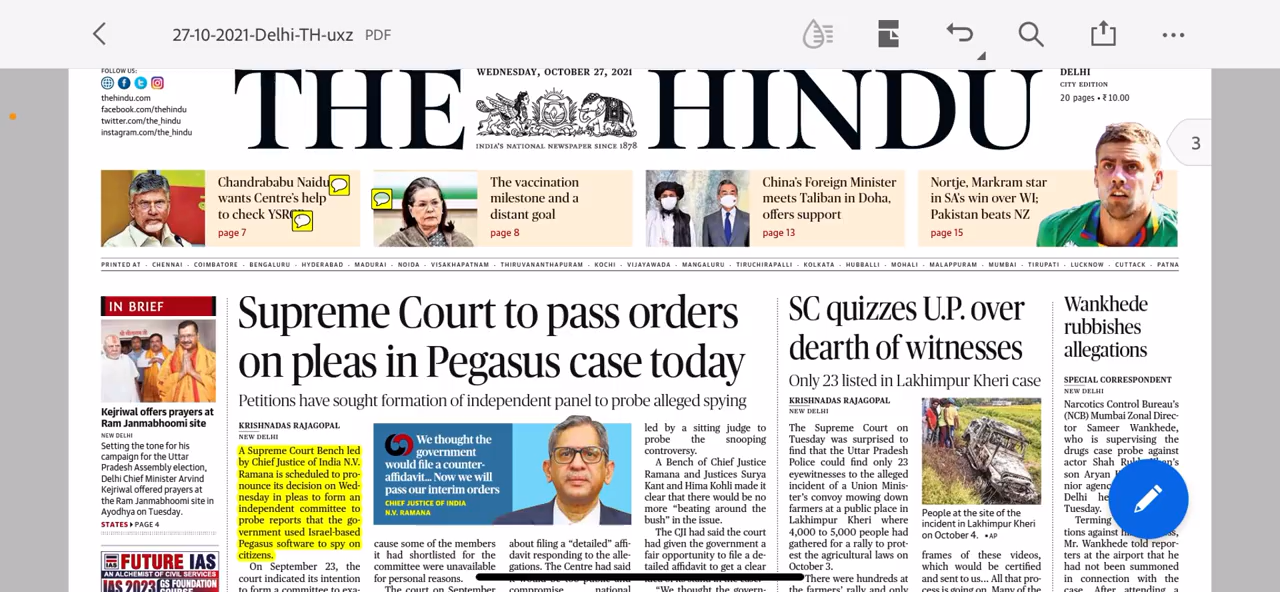 27-10-2021-Delhi-TH-uxz PDF
3
FOLLOW US:
thehindu.com
facebook.com/thehindu
twitter.com/the_hindu
instagram.com/the_hindu
THE HINDU
WEDNESDAY, OCTOBER 27, 2021
INDIA'S NATIONAL NEWSPAPER SINCE 1878
DELHI
CITY EDITION
20 pages • ₹10.00
Chandrababu Naidu
wants Centre's help
to check
page 7
The vaccination
milestone and a
distant goal
page 8
China's Foreign Minister
meets Taliban in Doha,
offers support
page 13
Nortje, Markram star
in SA's win over WI;
Pakistan beats NZ
page 15
PRINTED AT · CHENNAI · COIMBATORE · BENGALURU · HYDERABAD · MADURAI · NOIDA · VISAKHAPATNAM · THIRUVANANTHAPURAM · KOCHI · VIJAYAWADA · MANGALURU · TIRUCHIRAPALLI · KOLKATA · HUBBALLI · MOHALI · MALAPPURAM · MUMBAI · TIRUPATI · LUCKNOW · CUTTACK · PATNA
IN BRIEF
Kejriwal offers prayers at
Ram Janmabhoomi site
NEW DELHI
Setting the tone for his
campaign for the Uttar
Pradesh Assembly election,
Delhi Chief Minister Arvind
Kejriwal offered prayers at
the Ram Janmabhoomi site in
Ayodhya on Tuesday.
STATES ▸ PAGE 4
FUTURE IAS
AN ALCHEMIST OF CIVIL SERVICES
IAS 2023 GS FOUNDATION
Supreme Court to pass orders
on pleas in Pegasus case today
Petitions have sought formation of independent panel to probe alleged spying
KRISHNADAS RAJAGOPAL
NEW DELHI
A Supreme Court Bench led
by Chief Justice of India N.V.
Ramana is scheduled to pro-
nounce its decision on Wed-
nesday in pleas to form an
independent committee to
probe reports that the go-
vernment used Israel-based
Pegasus software to spy on
citizens.
On September 23, the
court indicated its intention
to form a committee to exa-
We thought the
government
would file a counter-
affidavit... Now we will
pass our interim orders
CHIEF JUSTICE OF INDIA
N.V. RAMANA
cause some of the members
it had shortlisted for the
committee were unavailable
for personal reasons.
The court on September
about filing a "detailed" affi-
davit responding to the alle-
gations. The Centre had said
compromise national
led by a sitting judge to
probe the snooping
controversy.
A Bench of Chief Justice
Ramana and Justices Surya
Kant and Hima Kohli made it
clear that there would be no
more "beating around the
bush" in the issue.
The CJI had said the court
had given the government a
fair opportunity to file a de-
tailed affidavit to get a clear
"We thought the govern-
SC quizzes U.P. over
dearth of witnesses
Only 23 listed in Lakhimpur Kheri case
KRISHNADAS RAJAGOPAL
NEW DELHI
The Supreme Court on
Tuesday was surprised to
find that the Uttar Pradesh
Police could find only 23
eyewitnesses to the alleged
incident of a Union Minis-
ter's convoy mowing down
farmers at a public place in
Lakhimpur Kheri where
4,000 to 5,000 people had
gathered for a rally to protest
the agricultural laws on
October 3.
"There were hundreds at
the farmers' rally and only
People at the site of the
incident in Lakhimpur Kheri
on October 4. • AP
frames of these videos,
which would be certified
and sent to us... All that pro-
cess is going on. Many of the
Wankhede
rubbishes
allegations
SPECIAL CORRESPONDENT
NEW DELHI
Narcotics Control Bureau's
(NCB) Mumbai Zonal Direc-
tor Sameer Wankhede,
who is supervising the
drugs case probe against
actor Shah
son Aryan
nior agency
Delhi he
Tuesday.
Terming
tions against
Mr. Wankhede told repor-
ters at the airport that he
had not been summoned
in connection with the
case. After attending a